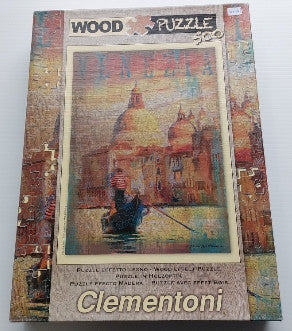 WOOD PUZZLE
500
PUZZLE EFFETTO LEGNO - WOOD EFFECT PUZZLE
PUZZLE IN HOLZOPTIK
PUZZLE EFECTO MADERA - PUZZLE AVEC EFFET BOIS
Clementoni